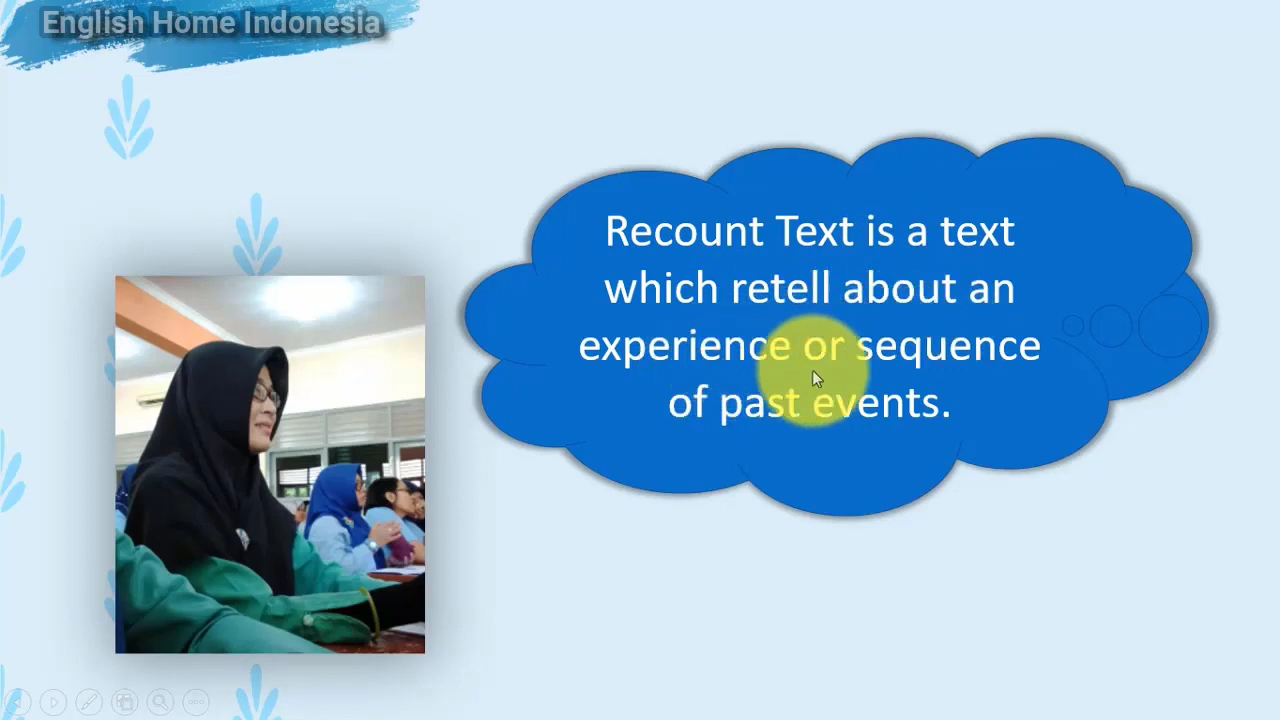 English Home Indonesia
Recount Text is a text
which retell about an
experience or sequence
of past events.